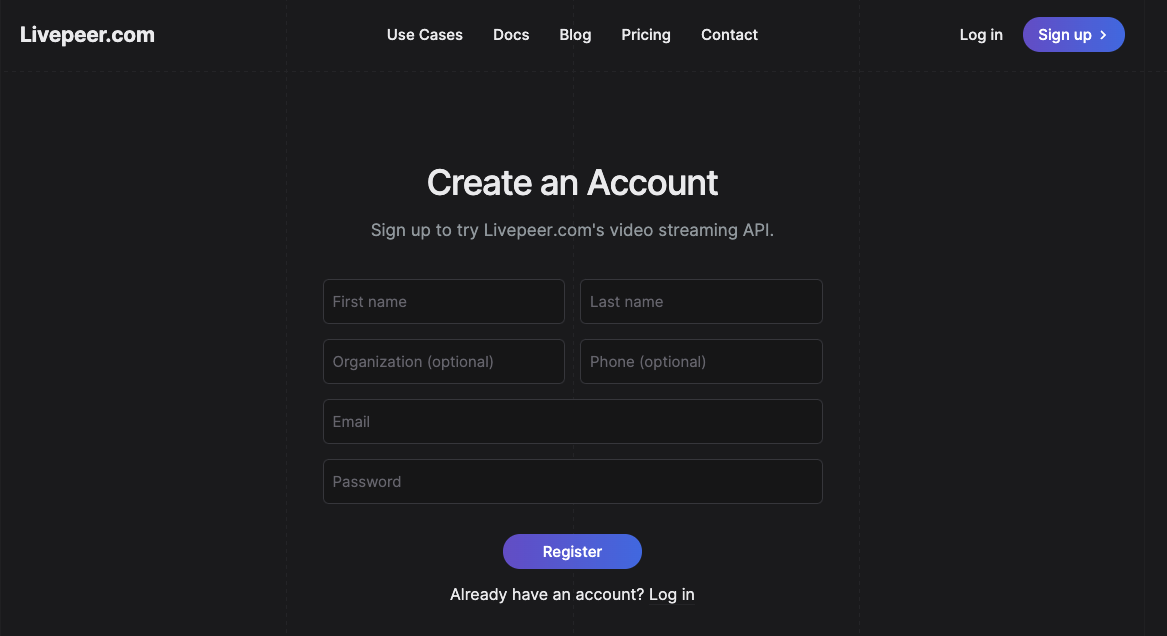 Livepeer.com
Use Cases
Docs
Blog
Pricing
Contact
Log in
Sign up
Create an Account
Sign up to try Livepeer.com's video streaming API.
First name
Last name
Organization (optional)
Phone (optional)
Email
Password
Register
Already have an account? Log in